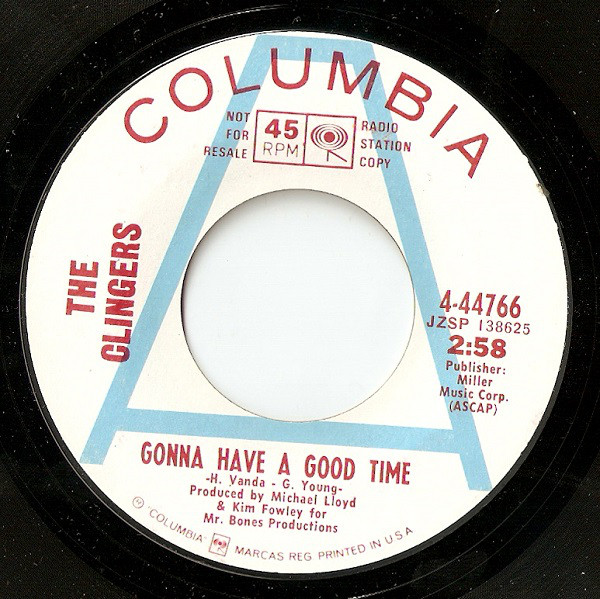 COLUMBIA
NOT
FOR
RESALE
45
RPM
RADIO
STATION
COPY
THE
CLINGERS
4-44766
JZSP 138625
2:58
Publisher:
Miller
Music Corp.
(ASCAP)
GONNA HAVE A GOOD TIME
-H. Vanda - G. Young-
Produced by Michael Lloyd
& Kim Fowley for
Mr. Bones Productions
"COLUMBIA" MARCAS REG. PRINTED IN U.S.A.